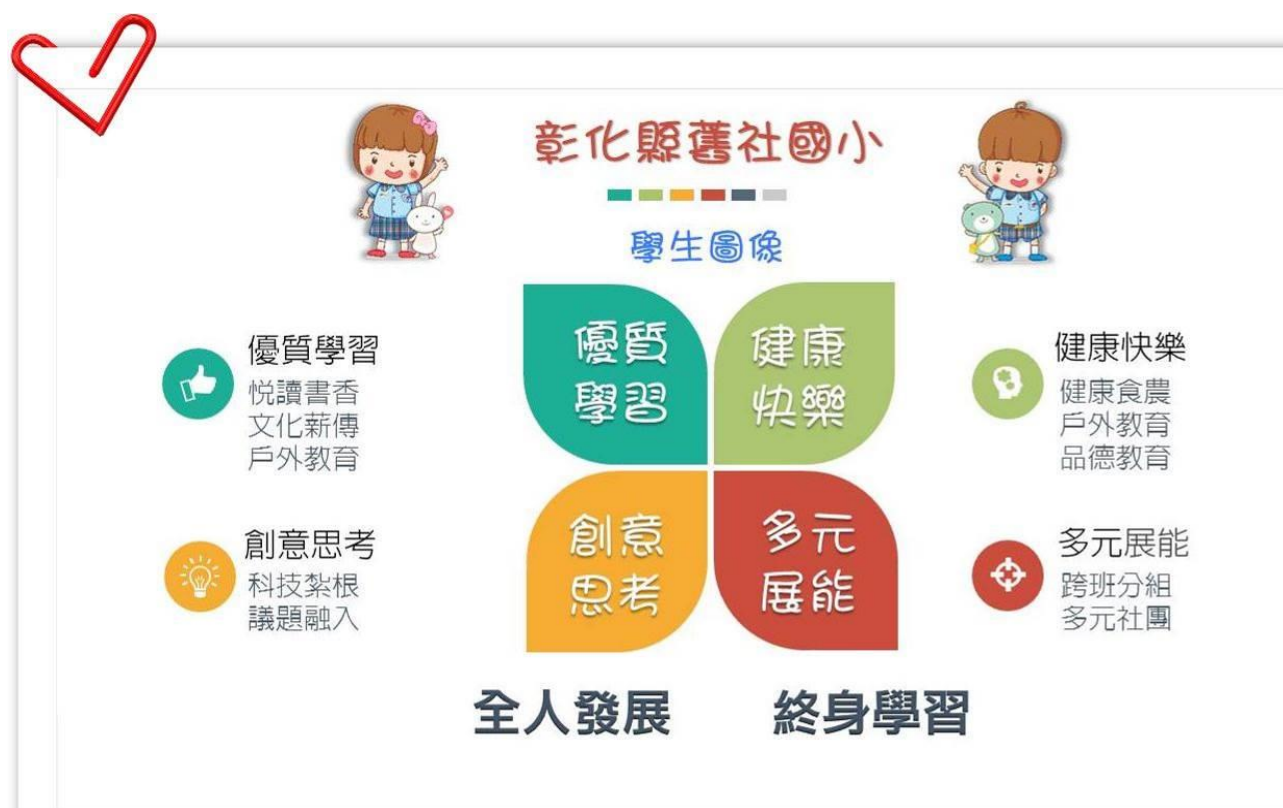 彰化縣舊社國小
學生圖像
優質
學習
健康
快樂
創意
思考
多元
展能
優質學習
悦讀書香
文化薪傳
戶外教育
創意思考
科技紮根
議題融入
健康快樂
健康食農
戶外教育
品德教育
多元展能
跨班分組
多元社團
全人發展
終身學習